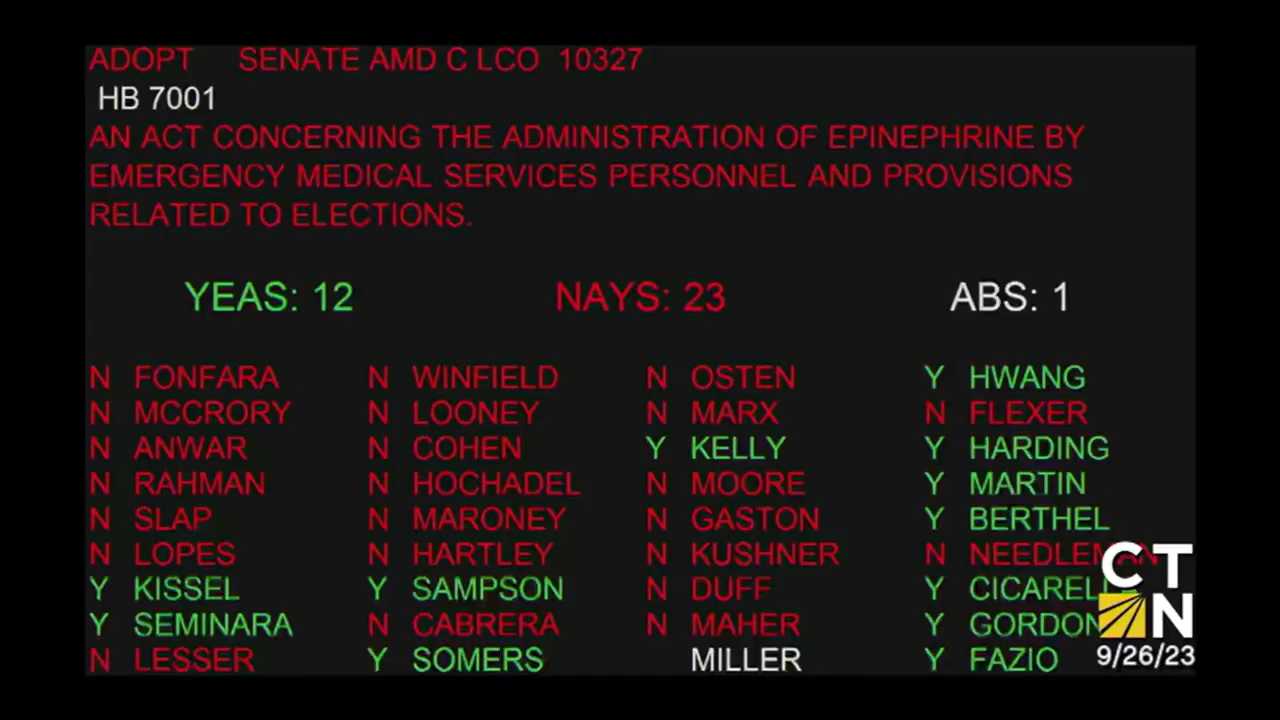 ADOPT SENATE AMD C LCO 10327
HB 7001
AN ACT CONCERNING THE ADMINISTRATION OF EPINEPHRINE BY
EMERGENCY MEDICAL SERVICES PERSONNEL AND PROVISIONS
RELATED TO ELECTIONS.
YEAS: 12 NAYS: 23 ABS: 1
N FONFARA N WINFIELD N OSTEN Y HWANG
N MCCRORY N LOONEY N MARX N FLEXER
N ANWAR N COHEN Y KELLY Y HARDING
N RAHMAN N HOCHADEL N MOORE Y MARTIN
N SLAP N MARONEY N GASTON Y BERTHEL
N LOPES N HARTLEY N KUSHNER N NEEDLEMAN
Y KISSEL Y SAMPSON N DUFF Y CICARELLA
Y SEMINARA N CABRERA N MAHER Y GORDON
N LESSER Y SOMERS MILLER Y FAZIO
CT
N
9/26/23